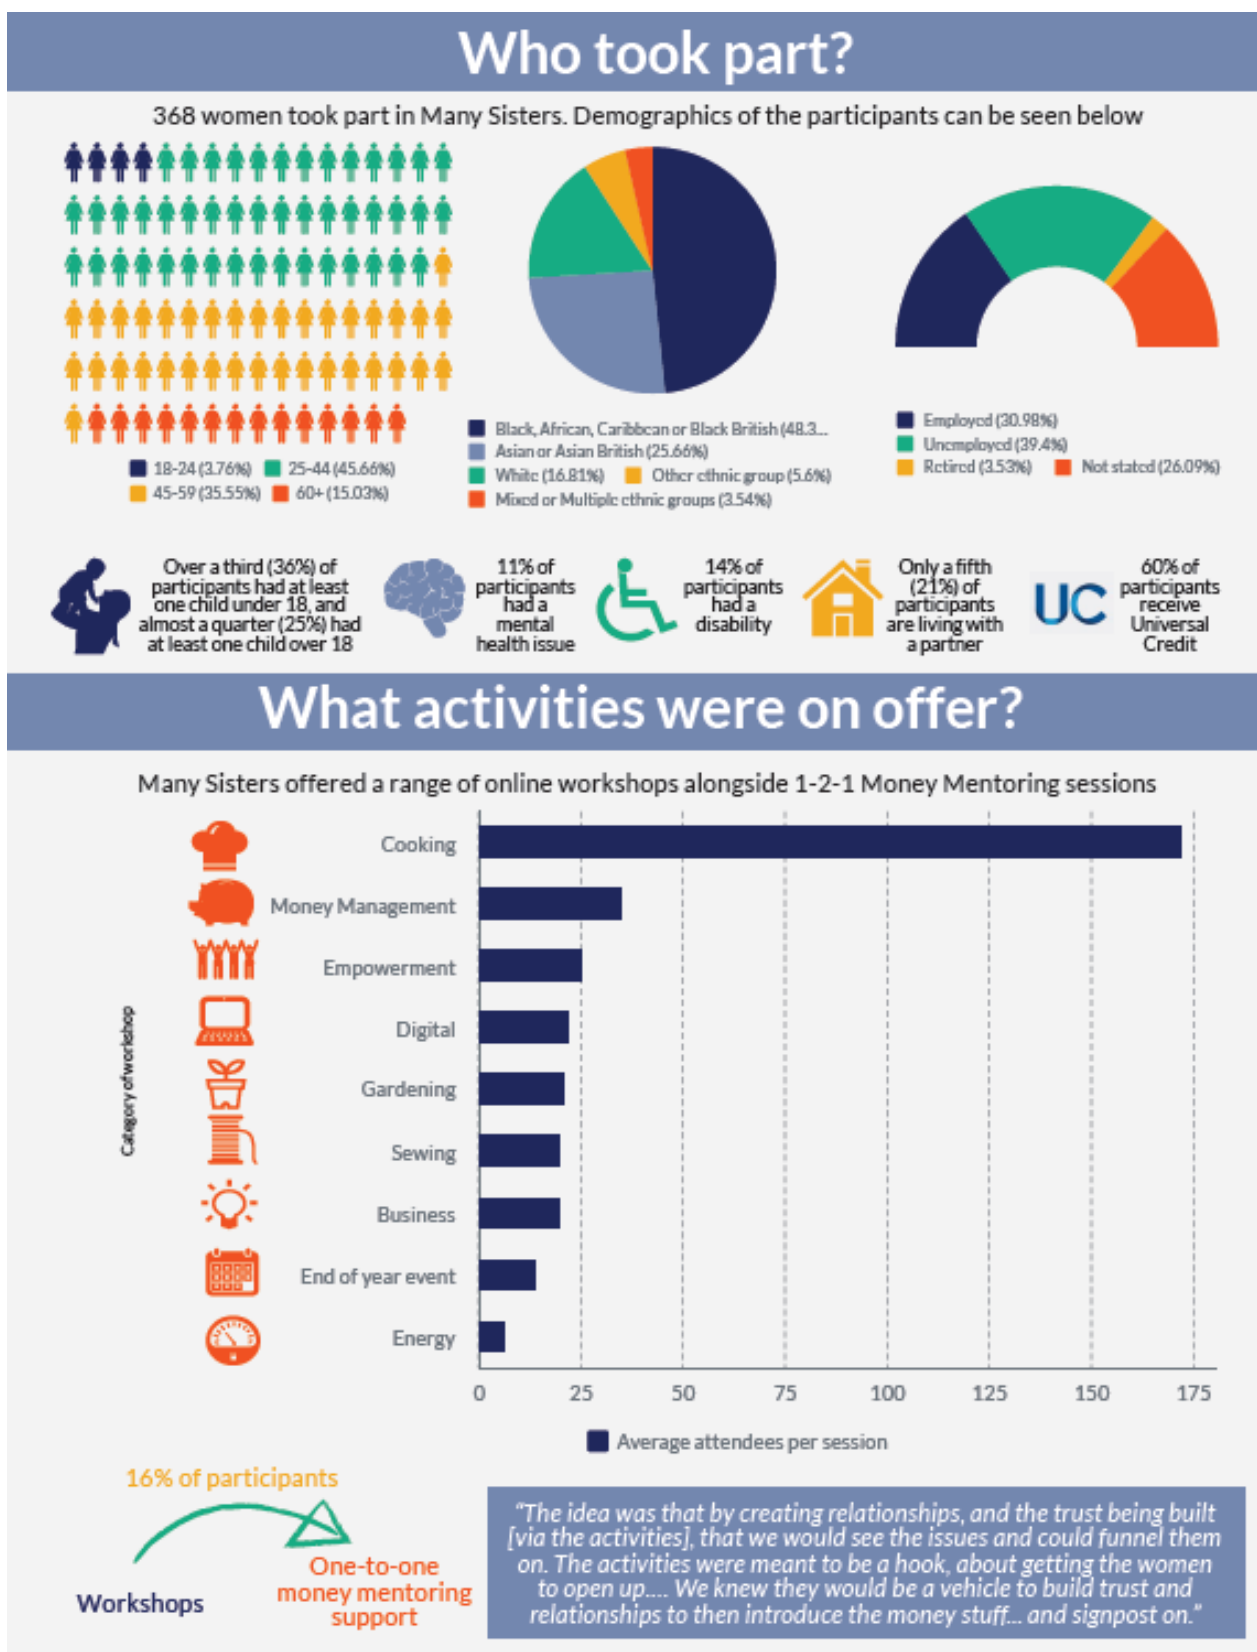 Who took part?
368 women took part in Many Sisters. Demographics of the participants can be seen below
18-24 (3.76%) 25-44 (45.66%)
45-59 (35.55%) 60+ (15.03%)
Black, African, Caribbean or Black British (48.3...
Asian or Asian British (25.66%)
White (16.81%) Other ethnic group (5.6%)
Mixed or Multiple ethnic groups (3.54%)
Employed (30.98%)
Unemployed (39.4%)
Retired (3.53%) Not stated (26.09%)
Over a third (36%) of
participants had at least
one child under 18, and
almost a quarter (25%) had
at least one child over 18
11% of
participants
had a
mental
health issue
14% of
participants
had a
disability
Only a fifth
(21%) of
participants
are living with
a partner
UC
60% of
participants
receive
Universal
Credit
What activities were on offer?
Many Sisters offered a range of online workshops alongside 1-2-1 Money Mentoring sessions
Category of workshop
Cooking
Money Management
Empowerment
Digital
Gardening
Sewing
Business
End of year event
Energy
0 25 50 75 100 125 150 175
Average attendees per session
16% of participants
Workshops
One-to-one
money mentoring
support
"The idea was that by creating relationships, and the trust being built
[via the activities], that we would see the issues and could funnel them
on. The activities were meant to be a hook, about getting the women
to open up.... We knew they would be a vehicle to build trust and
relationships to then introduce the money stuff... and signpost on."